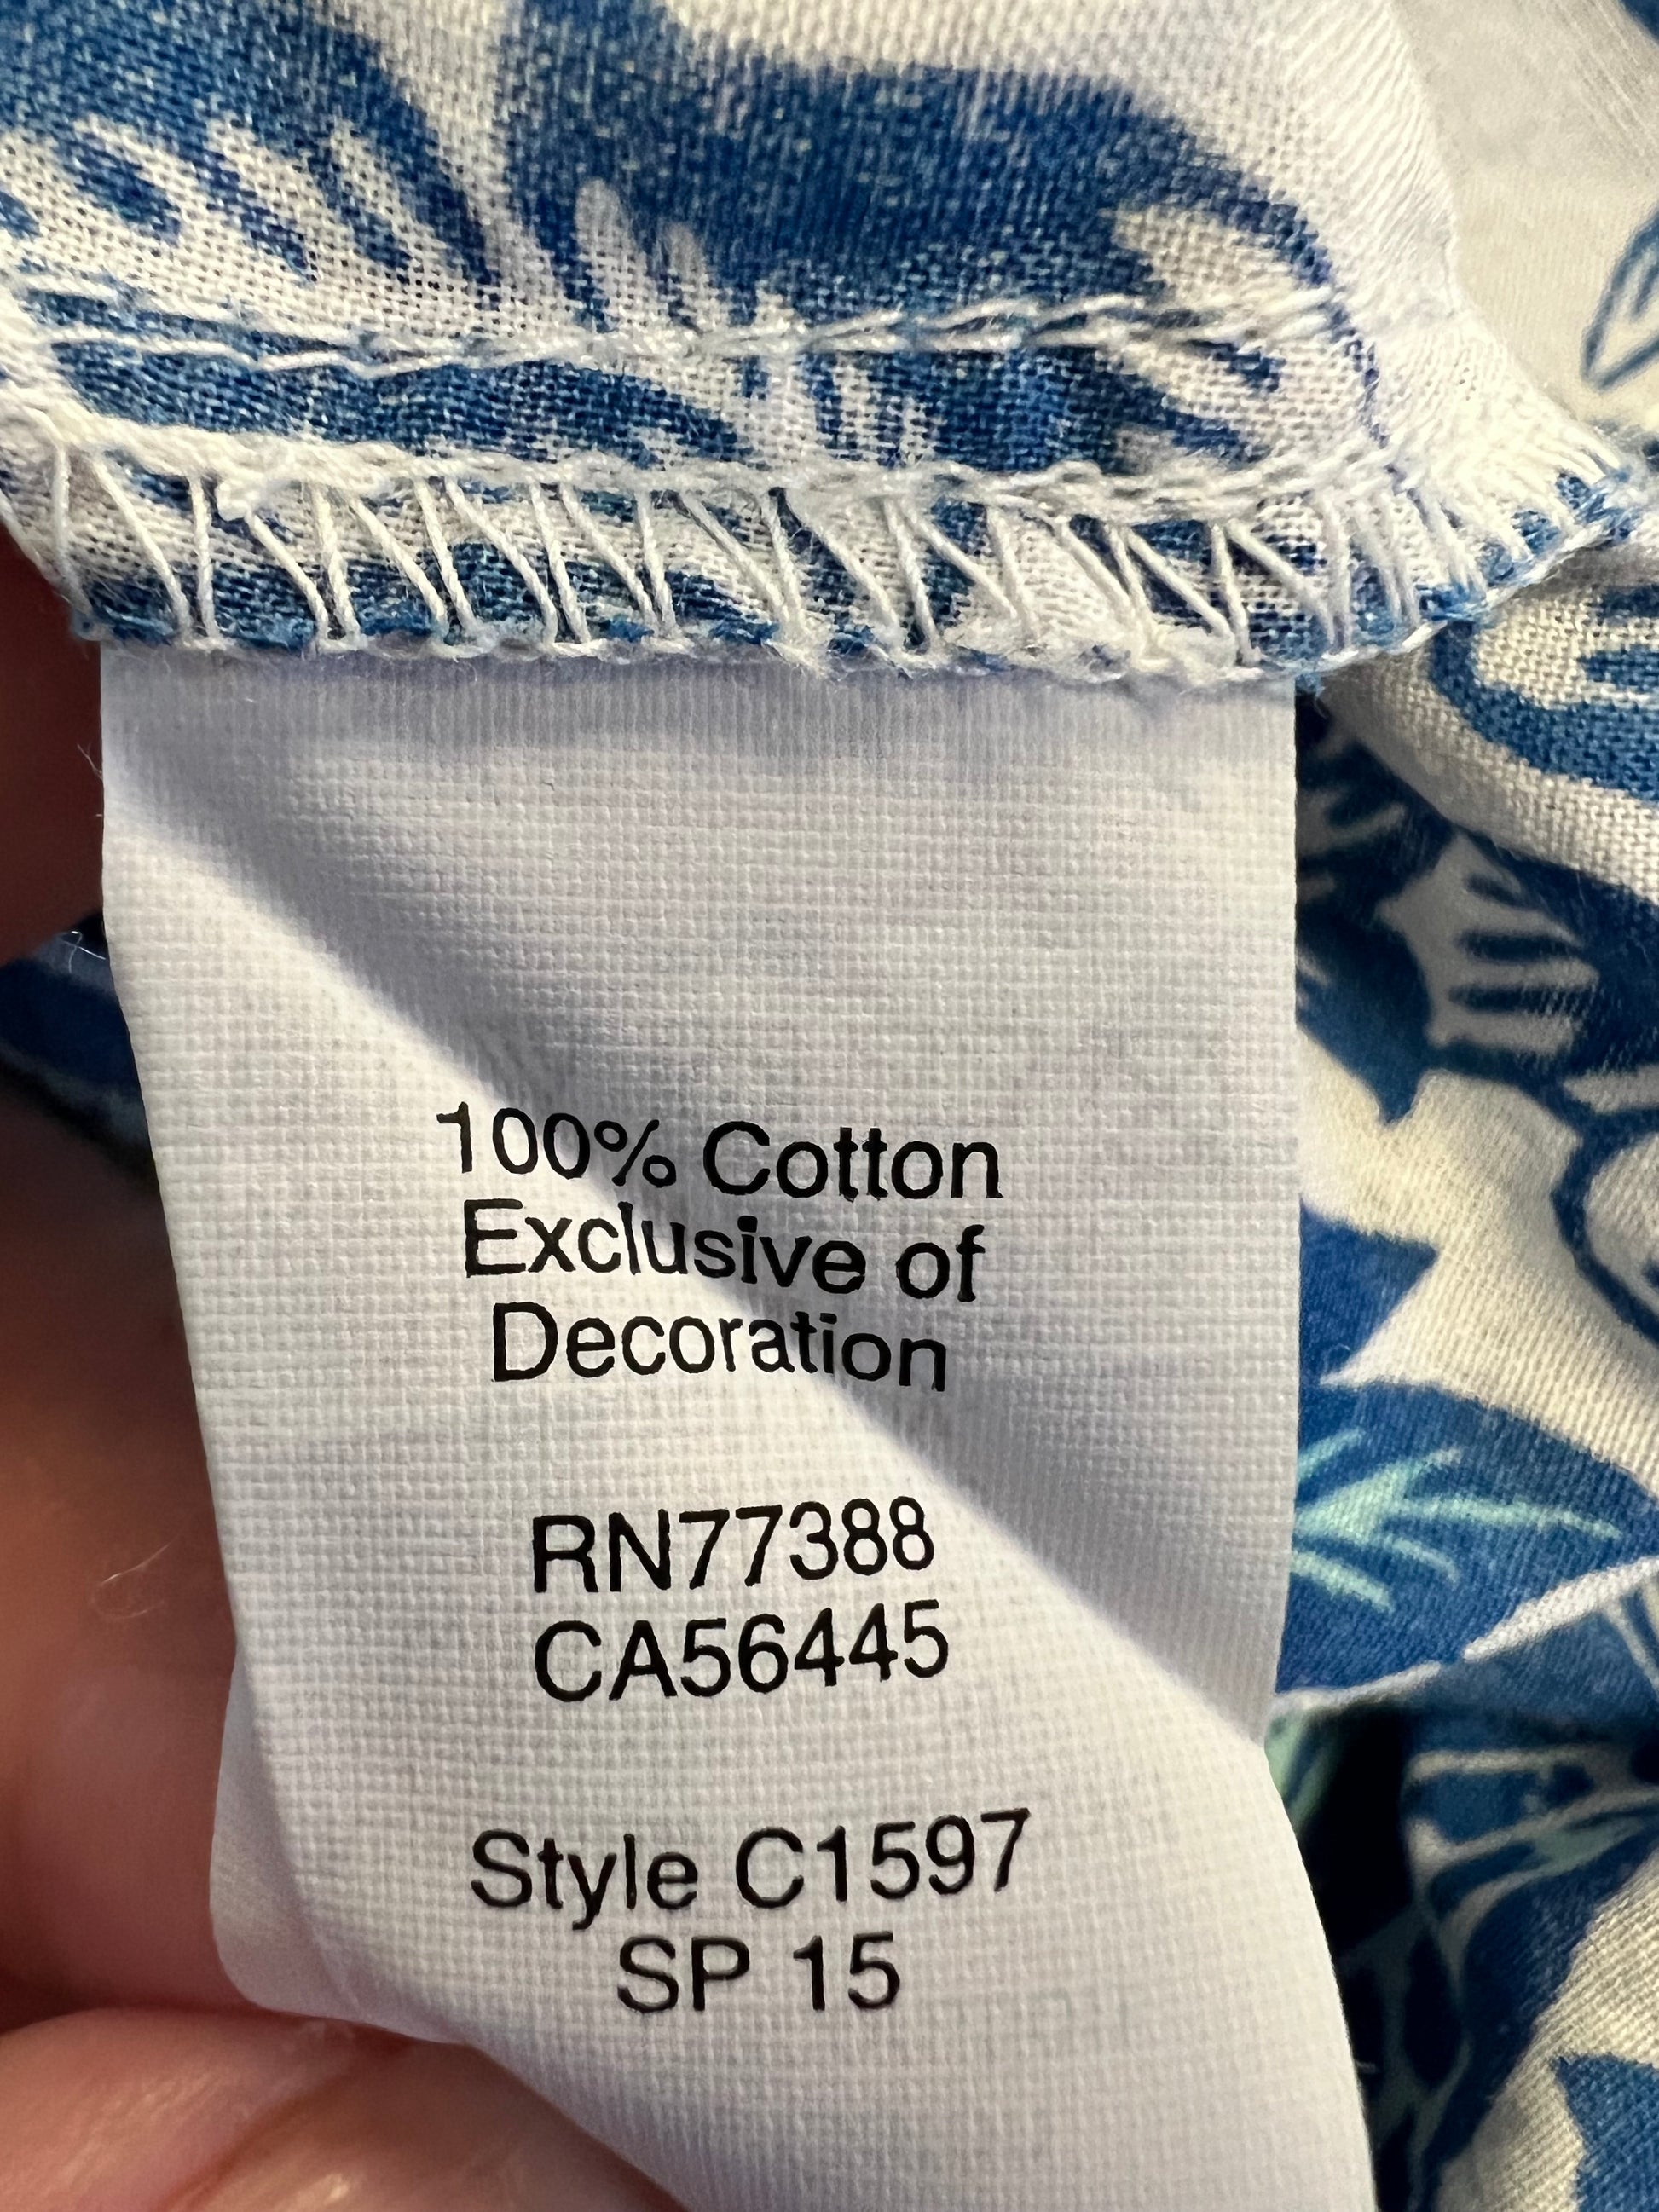 100% Cotton
Exclusive of
Decoration
RN77388
CA56445
Style C1597
SP 15